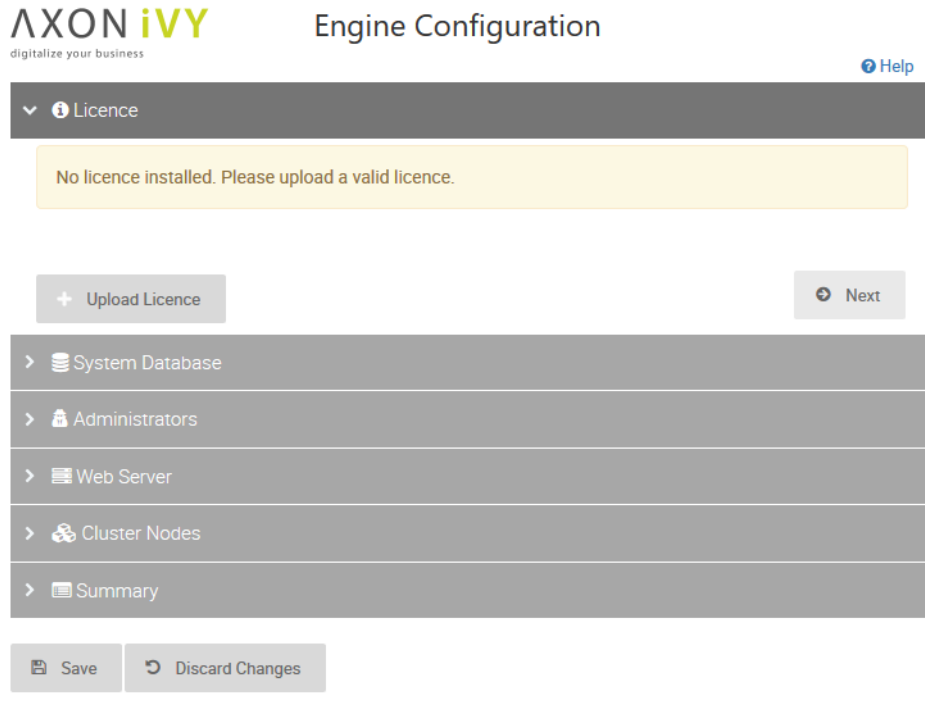 AXON iVY
digitalize your business
Engine Configuration
Help
Licence
No licence installed. Please upload a valid licence.
Upload Licence
Next
System Database
Administrators
Web Server
Cluster Nodes
Summary
Save
Discard Changes